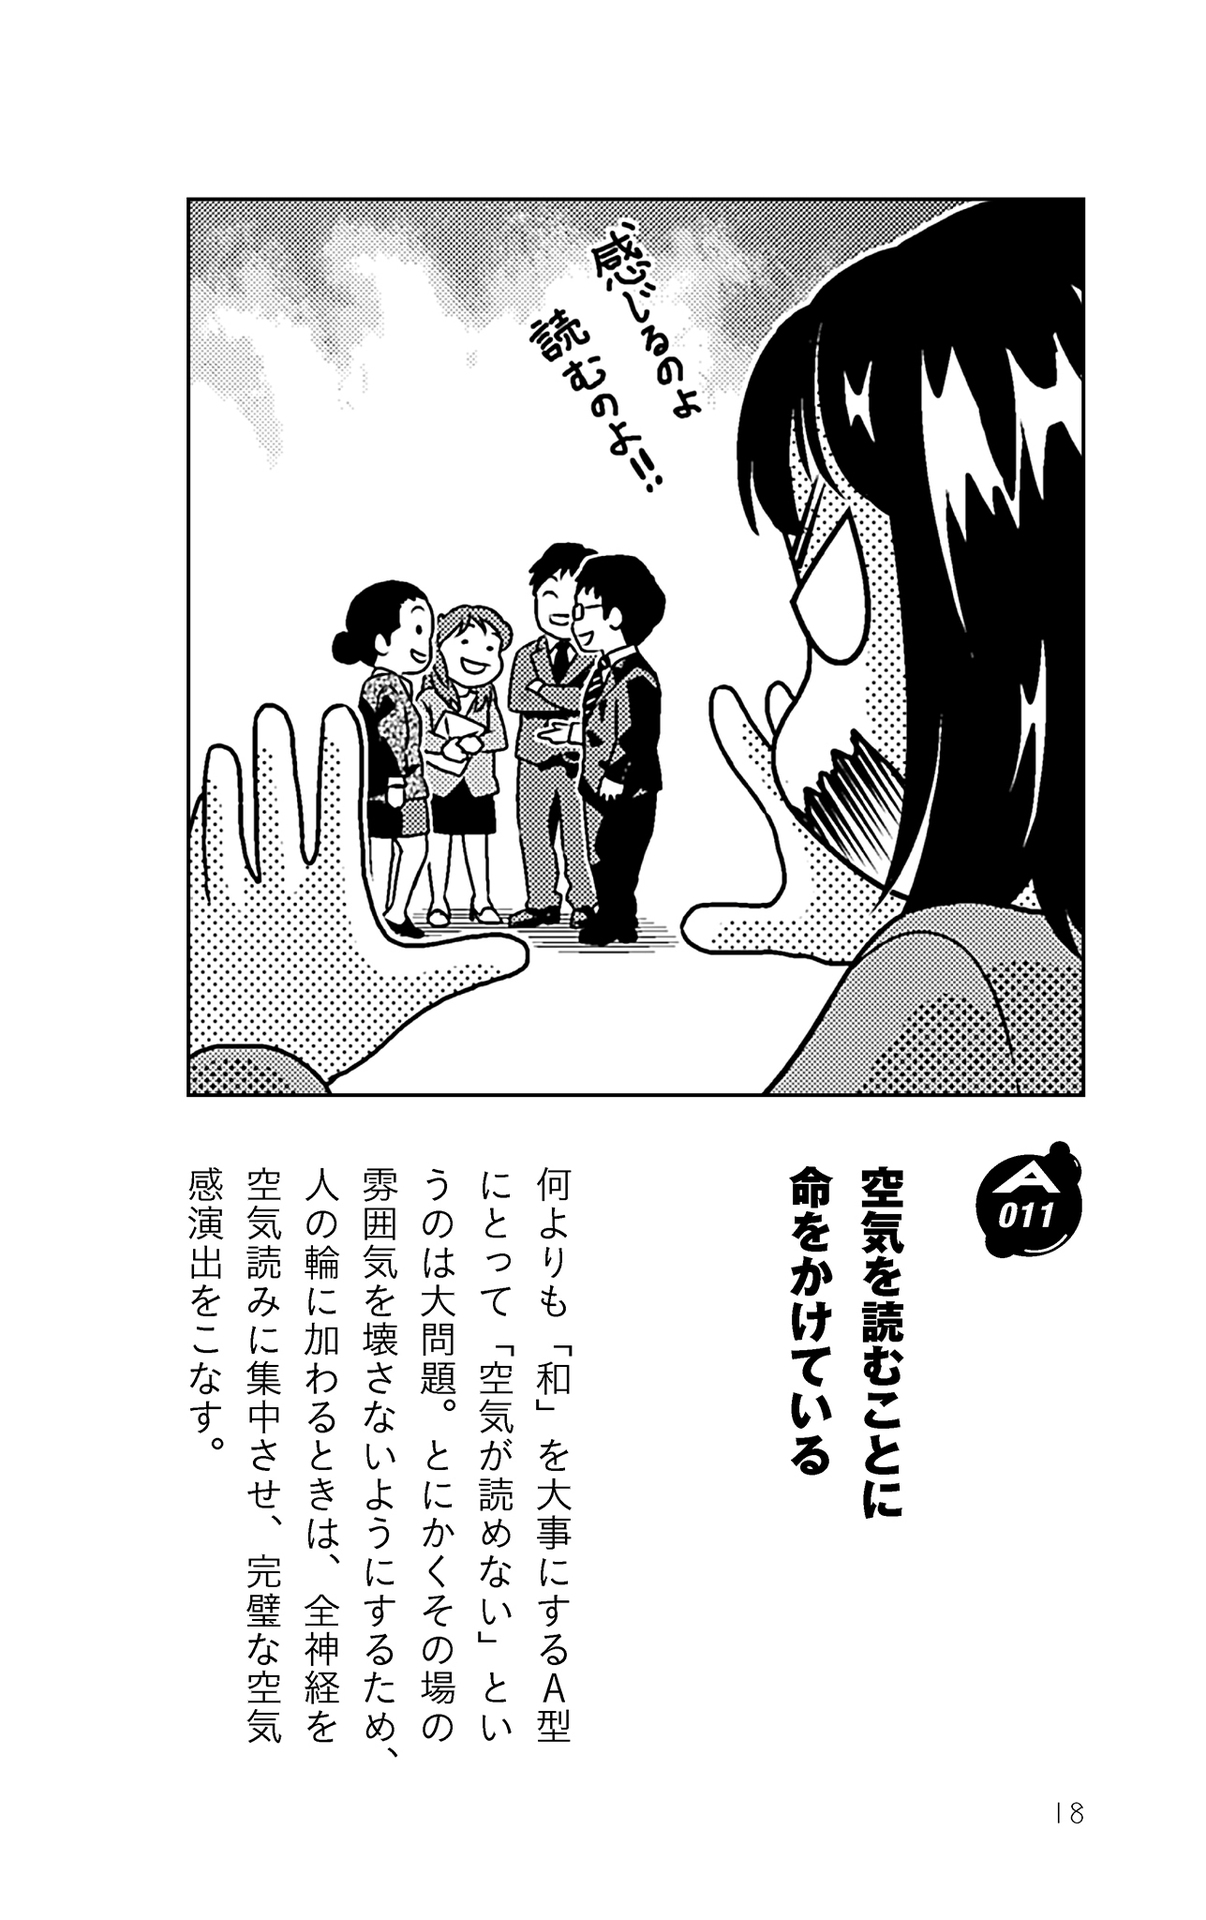 感じるのよ
読むのよ!!
A
011
空気を読むことに
命をかけている
何よりも「和」を大事にするA型
にとって「空気が読めない」とい
うのは大問題。とにかくその場の
雰囲気を壊さないようにするため、
人の輪に加わるときは、全神経を
空気読みに集中させ、完璧な空気
感演出をこなす。
18